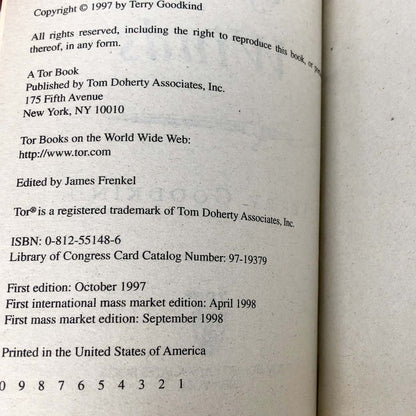 Copyright © 1997 by Terry Goodkind
All rights reserved, including the right to reproduce this book, or
thereof, in any form.
A Tor Book
Published by Tom Doherty Associates, Inc.
175 Fifth Avenue
New York, NY 10010
Tor Books on the World Wide Web:
http://www.tor.com
Edited by James Frenkel
Tor® is a registered trademark of Tom Doherty Associates, Inc.
ISBN: 0-812-55148-6
Library of Congress Card Catalog Number: 97-19379
First edition: October 1997
First international mass market edition: April 1998
First mass market edition: September 1998
Printed in the United States of America
0 9 8 7 6 5 4 3 2 1